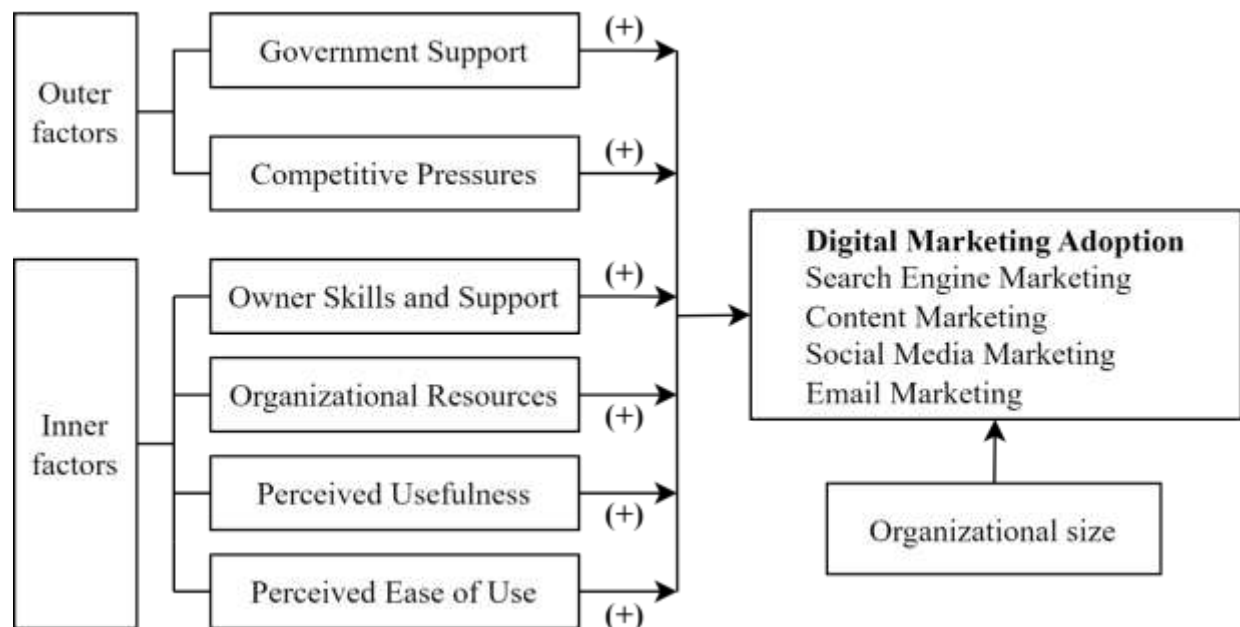 Outer
factors
Government Support
(+)
Competitive Pressures
(+)
Inner
factors
Owner Skills and Support
(+)
Organizational Resources
(+)
Perceived Usefulness
(+)
Perceived Ease of Use
(+)
Digital Marketing Adoption
Search Engine Marketing
Content Marketing
Social Media Marketing
Email Marketing
Organizational size